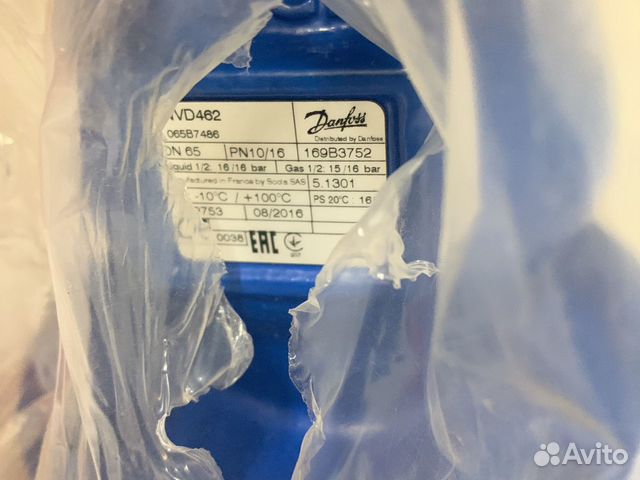 NVD462
065B7486
Danfoss
Distributed by Danfoss
DN 65 PN10/16 169B3752
Liquid 1/2: 16/16 bar Gas 1/2: 15/16 bar
Manufactured in France by Socla SAS 5.1301
-10°C / +100°C PS 20°C: 16
0753 08/2016
0038 EAC
Avito